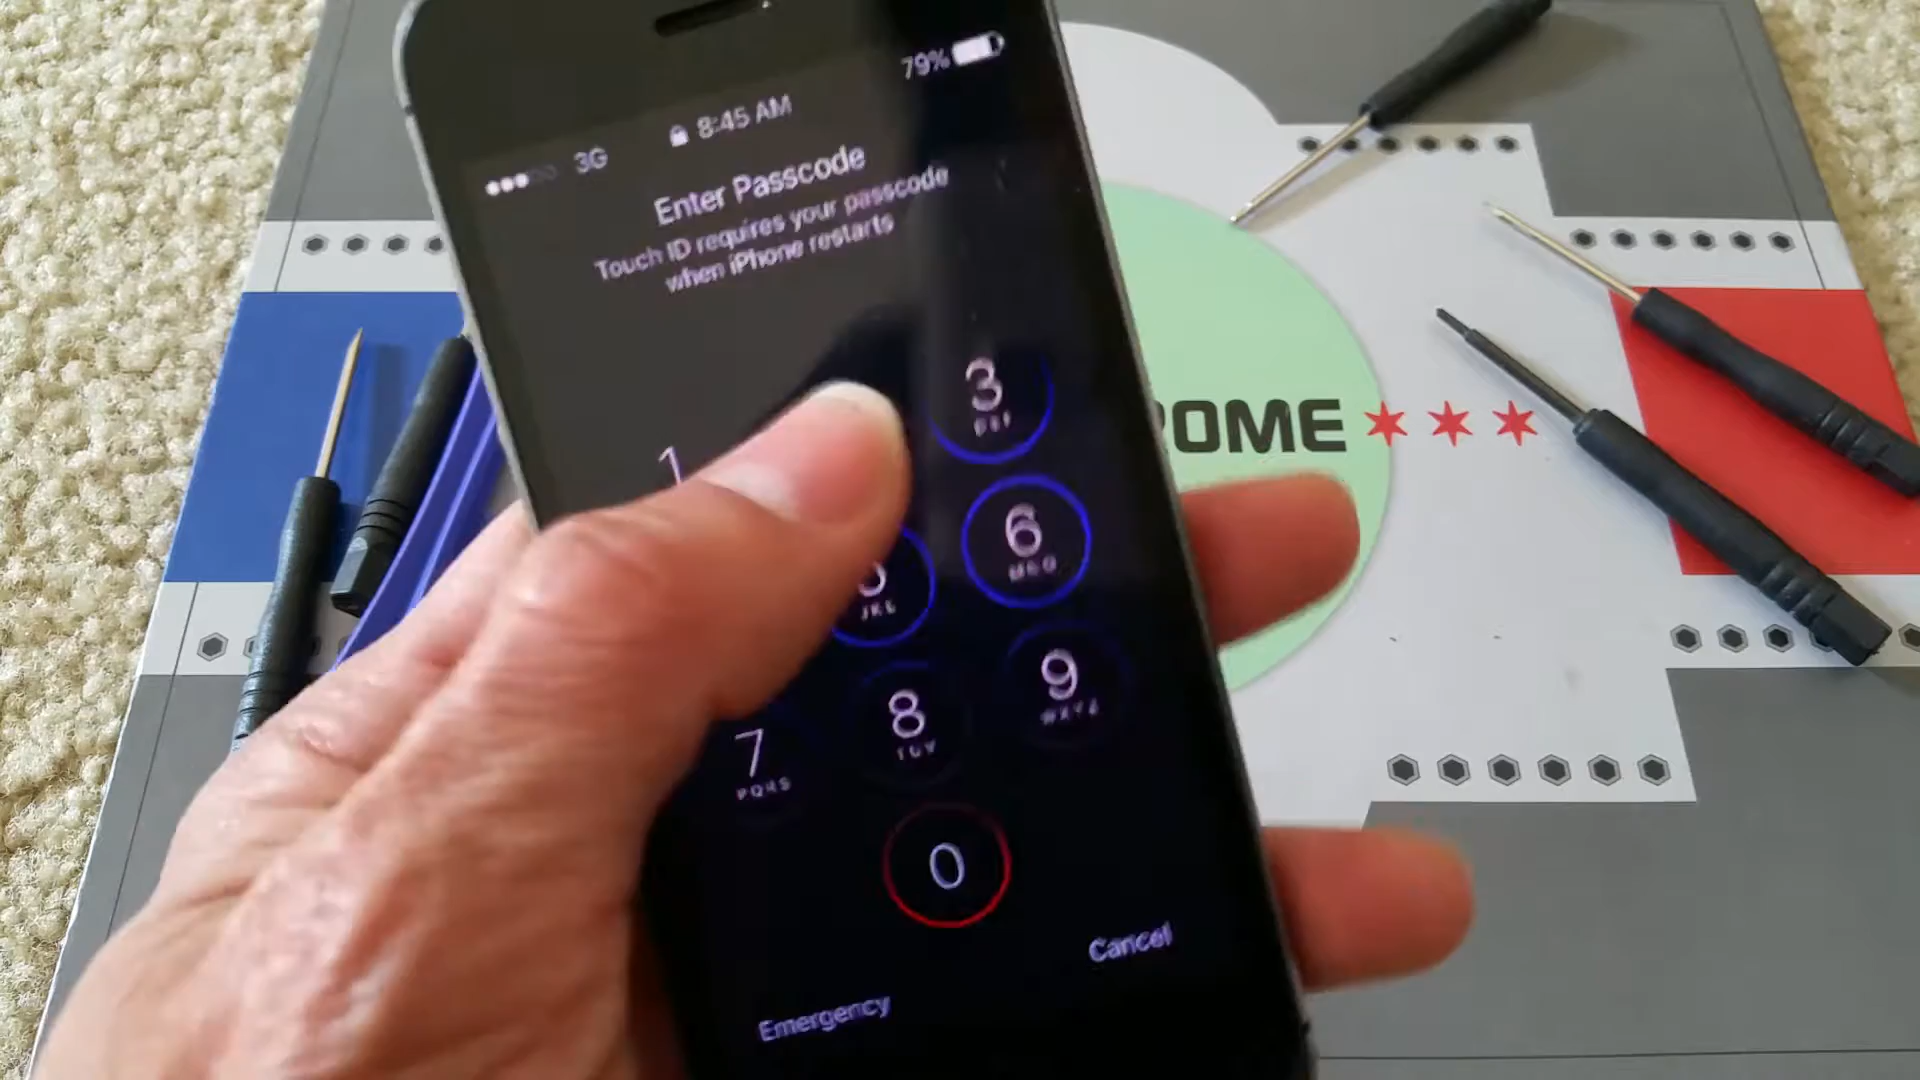 79%
3G 8:45 AM
Enter Passcode
Touch ID requires your passcode
when iPhone restarts
1
3
DEF
6
MNO
JKL
9
WXYZ
8
TUV
7
PQRS
0
Cancel
Emergency